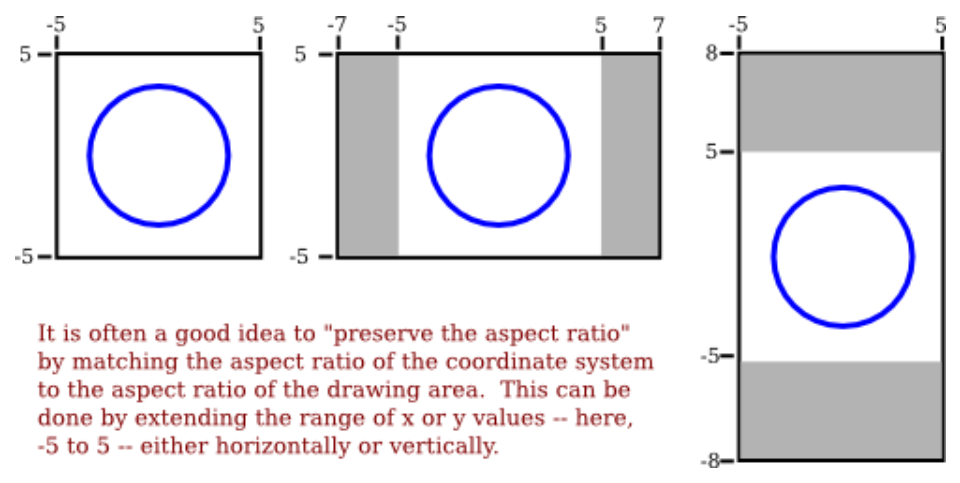 -5 5
5
-5
-7 -5 5 7
5
-5
-5 5
8
5
-5
-8
It is often a good idea to "preserve the aspect ratio"
by matching the aspect ratio of the coordinate system
to the aspect ratio of the drawing area.  This can be
done by extending the range of x or y values -- here,
-5 to 5 -- either horizontally or vertically.